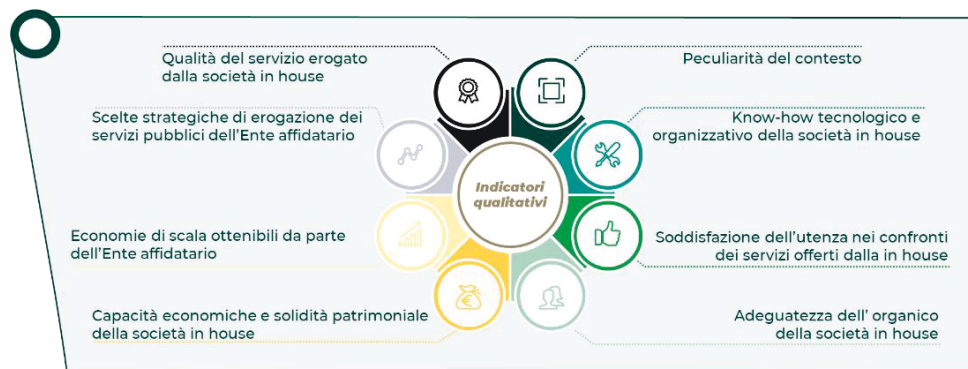 Qualità del servizio erogato
dalla società in house
Peculiarità del contesto
Scelte strategiche di erogazione dei
servizi pubblici dell'Ente affidatario
Know-how tecnologico e
organizzativo della società in house
Indicatori
qualitativi
Economie di scala ottenibili da parte
dell'Ente affidatario
Soddisfazione dell'utenza nei confronti
dei servizi offerti dalla in house
Capacità economiche e solidità patrimoniale
della società in house
Adeguatezza dell' organico
della società in house